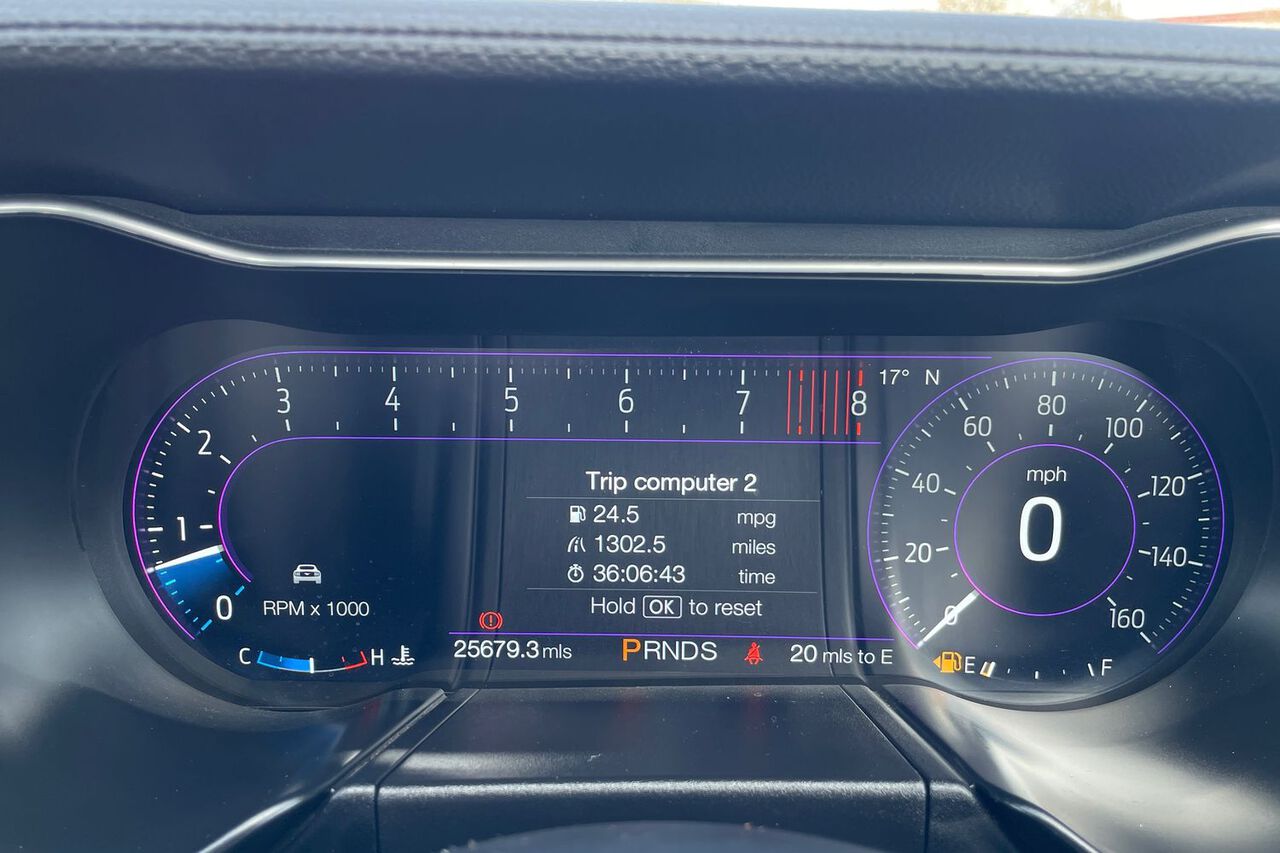 3 4 5 6 7 8
17° N
2
1
0
RPM x 1000
C H
Trip computer 2
24.5 mpg
1302.5 miles
36:06:43 time
Hold OK to reset
25679.3 mls
PRNDS
20 mls to E
0 20 40 60 80 100 120 140 160
mph
0
E F